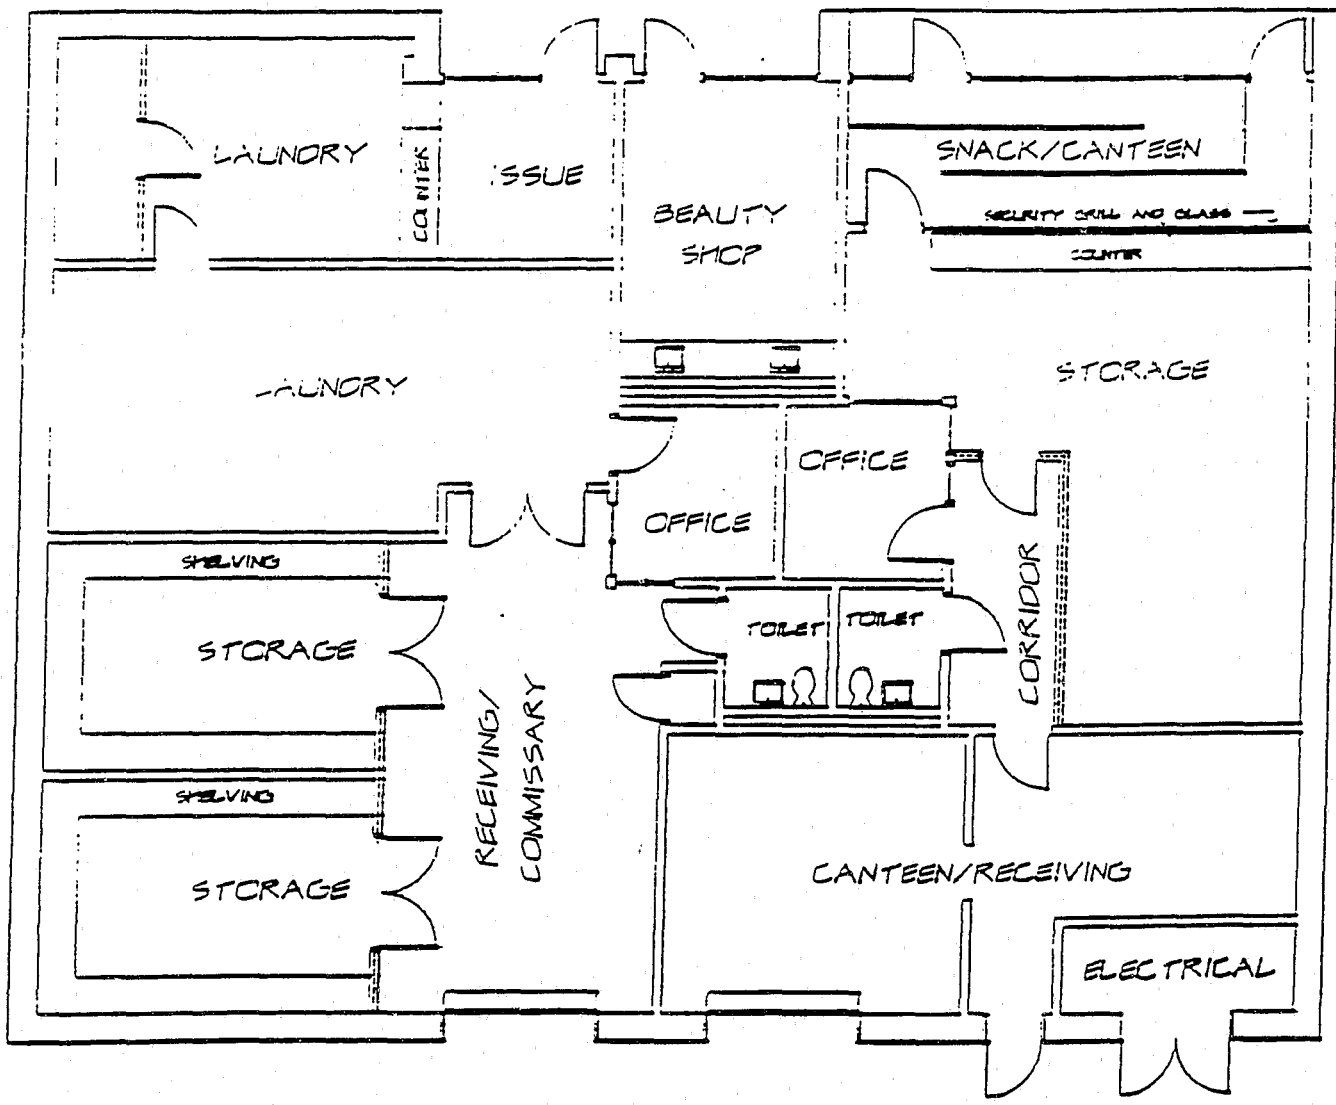 LAUNDRY
COUNTER
ISSUE
BEAUTY
SHOP
SNACK/CANTEEN
SECURITY GRILL AND GLASS
COUNTER
LAUNDRY
STORAGE
OFFICE
OFFICE
SHELVING
STORAGE
TOILET
TOILET
CORRIDOR
RECEIVING/
COMMISSARY
SHELVING
STORAGE
CANTEEN/RECEIVING
ELECTRICAL